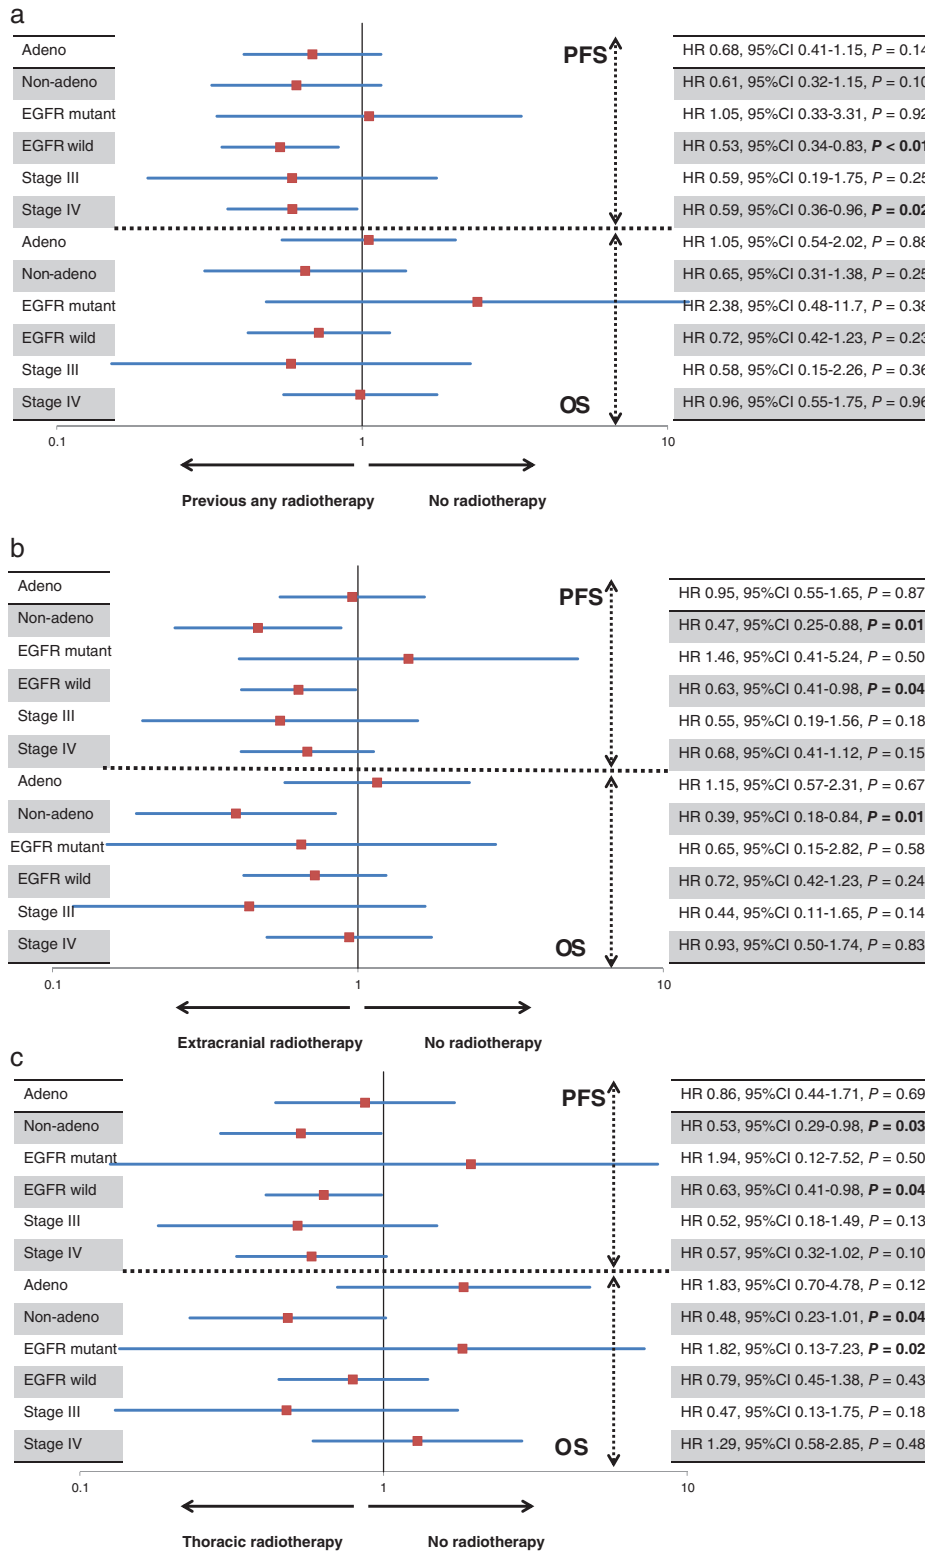 a
Adeno PFS HR 0.68, 95%CI 0.41-1.15, P = 0.14
Non-adeno HR 0.61, 95%CI 0.32-1.15, P = 0.10
EGFR mutant HR 1.05, 95%CI 0.33-3.31, P = 0.92
EGFR wild HR 0.53, 95%CI 0.34-0.83, P < 0.01
Stage III HR 0.59, 95%CI 0.19-1.75, P = 0.25
Stage IV HR 0.59, 95%CI 0.36-0.96, P = 0.02
Adeno HR 1.05, 95%CI 0.54-2.02, P = 0.88
Non-adeno HR 0.65, 95%CI 0.31-1.38, P = 0.25
EGFR mutant HR 2.38, 95%CI 0.48-11.7, P = 0.38
EGFR wild HR 0.72, 95%CI 0.42-1.23, P = 0.23
Stage III HR 0.58, 95%CI 0.15-2.26, P = 0.36
Stage IV OS HR 0.96, 95%CI 0.55-1.75, P = 0.96
0.1 1 10
Previous any radiotherapy No radiotherapy
b
Adeno PFS HR 0.95, 95%CI 0.55-1.65, P = 0.87
Non-adeno HR 0.47, 95%CI 0.25-0.88, P = 0.01
EGFR mutant HR 1.46, 95%CI 0.41-5.24, P = 0.50
EGFR wild HR 0.63, 95%CI 0.41-0.98, P = 0.04
Stage III HR 0.55, 95%CI 0.19-1.56, P = 0.18
Stage IV HR 0.68, 95%CI 0.41-1.12, P = 0.15
Adeno HR 1.15, 95%CI 0.57-2.31, P = 0.67
Non-adeno HR 0.39, 95%CI 0.18-0.84, P = 0.01
EGFR mutant HR 0.65, 95%CI 0.15-2.82, P = 0.58
EGFR wild HR 0.72, 95%CI 0.42-1.23, P = 0.24
Stage III HR 0.44, 95%CI 0.11-1.65, P = 0.14
Stage IV OS HR 0.93, 95%CI 0.50-1.74, P = 0.83
0.1 1 10
Extracranial radiotherapy No radiotherapy
c
Adeno PFS HR 0.86, 95%CI 0.44-1.71, P = 0.69
Non-adeno HR 0.53, 95%CI 0.29-0.98, P = 0.03
EGFR mutant HR 1.94, 95%CI 0.12-7.52, P = 0.50
EGFR wild HR 0.63, 95%CI 0.41-0.98, P = 0.04
Stage III HR 0.52, 95%CI 0.18-1.49, P = 0.13
Stage IV HR 0.57, 95%CI 0.32-1.02, P = 0.10
Adeno HR 1.83, 95%CI 0.70-4.78, P = 0.12
Non-adeno HR 0.48, 95%CI 0.23-1.01, P = 0.04
EGFR mutant HR 1.82, 95%CI 0.13-7.23, P = 0.02
EGFR wild HR 0.79, 95%CI 0.45-1.38, P = 0.43
Stage III HR 0.47, 95%CI 0.13-1.75, P = 0.18
Stage IV OS HR 1.29, 95%CI 0.58-2.85, P = 0.48
0.1 1 10
Thoracic radiotherapy No radiotherapy